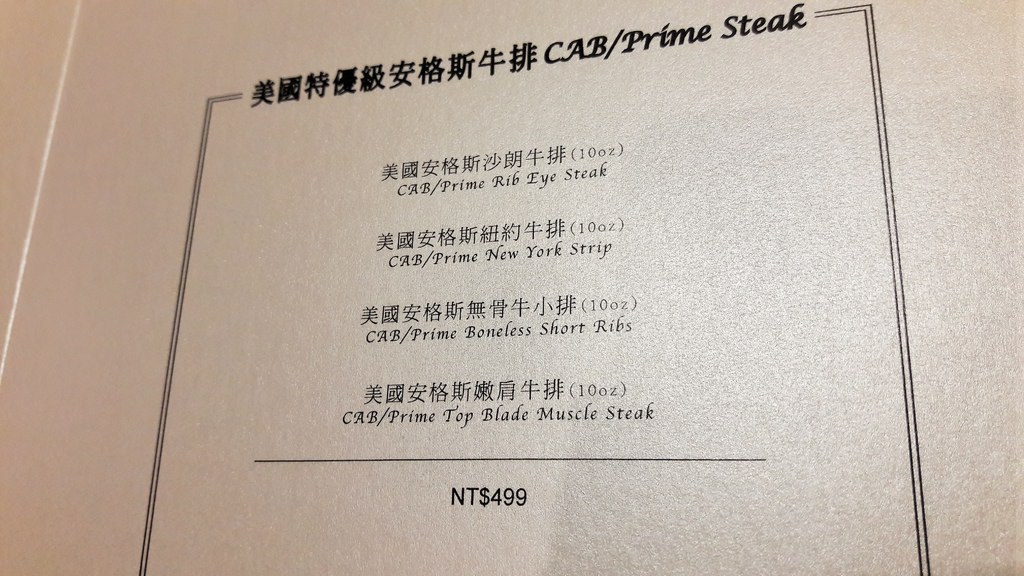 美國特優級安格斯牛排 CAB/Prime Steak
美國安格斯沙朗牛排(10oz)
CAB/Prime Rib Eye Steak
美國安格斯紐約牛排(10oz)
CAB/Prime New York Strip
美國安格斯無骨牛小排(10oz)
CAB/Prime Boneless Short Ribs
美國安格斯嫩肩牛排(10oz)
CAB/Prime Top Blade Muscle Steak
NT$499